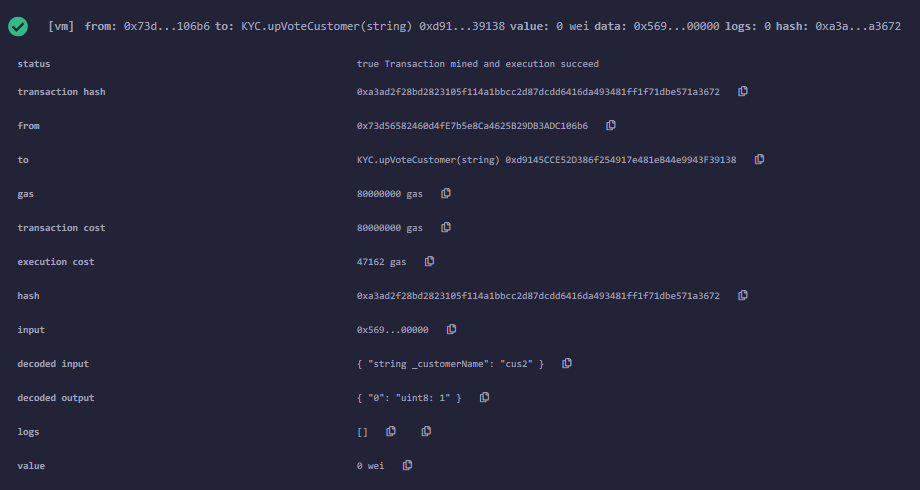 [vm] from: 0x73d...106b6 to: KYC.upVoteCustomer(string) 0xd91...39138 value: 0 wei data: 0x569...00000 logs: 0 hash: 0xa3a...a3672
status true Transaction mined and execution succeed
transaction hash 0xa3ad2f28bd2823105f114a1bbcc2d87dcdd6416da493481ff1f71dbe571a3672
from 0x73d56582460d4fE7b5e8Ca4625B29DB3ADC106b6
to KYC.upVoteCustomer(string) 0xd9145CCE52D386f254917e481eB44e9943F39138
gas 80000000 gas
transaction cost 80000000 gas
execution cost 47162 gas
hash 0xa3ad2f28bd2823105f114a1bbcc2d87dcdd6416da493481ff1f71dbe571a3672
input 0x569...00000
decoded input { "string _customerName": "cus2" }
decoded output { "0": "uint8: 1" }
logs []
value 0 wei